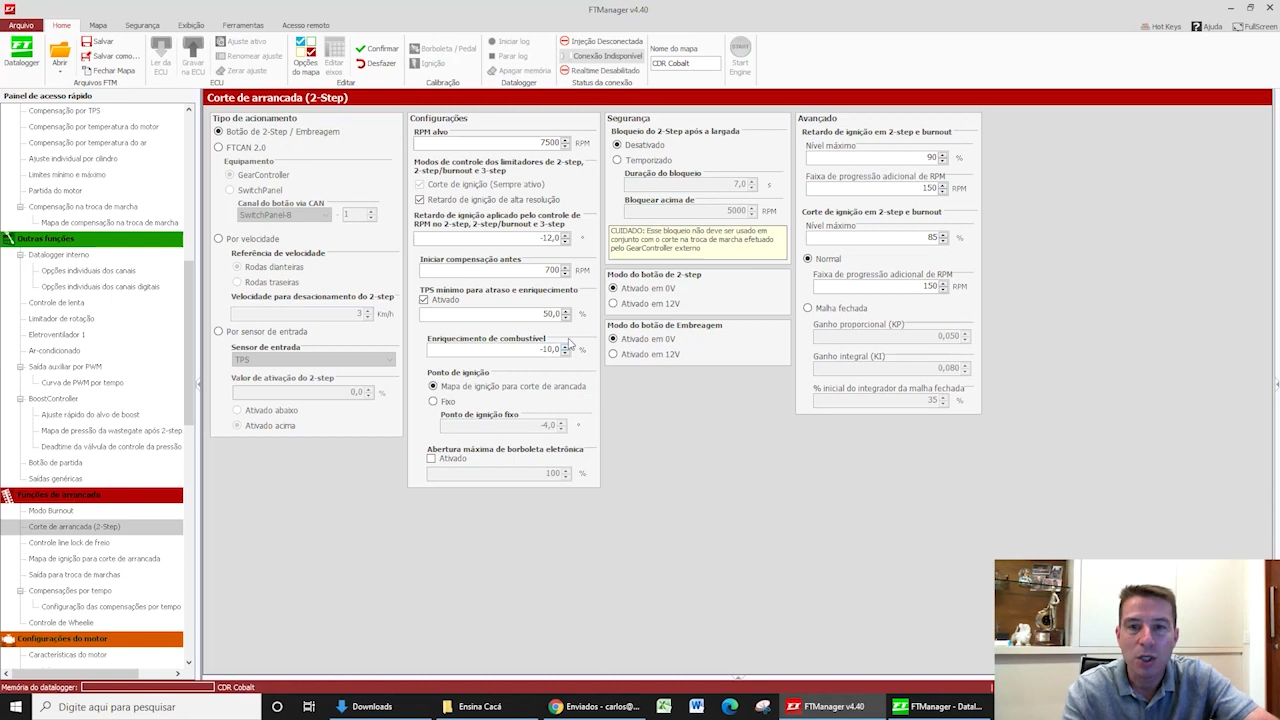 FTManager v4.40
Arquivo
Home
Mapa
Segurança
Exibição
Ferramentas
Acesso remoto
Hot Keys
Ajuda
FullScreen
FT
Datalogger
Abrir
Salvar
Salvar como...
Fechar Mapa
Arquivos FTM
Ler da ECU
Gravar na ECU
Ajuste ativo
Renomear ajuste
Zerar ajuste
ECU
Opções do mapa
Editar eixos
Confirmar
Desfazer
Editar
Borboleta / Pedal
Ignição
Calibração
Iniciar log
Parar log
Apagar memória
Datalogger
Injeção Desconectada
Conexão Indisponível
Realtime Desabilitado
Status da conexão
Nome do mapa
CDR Cobalt
Start Engine
Painel de acesso rápido
Compensação por TPS
Compensação por temperatura do motor
Compensação por temperatura do ar
Ajuste individual por cilindro
Limites mínimo e máximo
Partida do motor
Compensação na troca de marcha
Mapa de compensação na troca de marcha
Outras funções
Datalogger interno
Opções individuais dos canais
Opções individuais dos canais digitais
Controle de lenta
Limitador de rotação
Eletroventilador 1
Ar-condicionado
Saída auxiliar por PWM
Curva de PWM por tempo
BoostController
Ajuste rápido do alvo de boost
Mapa de pressão da wastegate após 2-step
Deadtime da válvula de controle da pressão
Botão de partida
Saídas genéricas
Funções de arrancada
Modo Burnout
Corte de arrancada (2-Step)
Controle line lock de freio
Mapa de ignição para corte de arrancada
Saída para troca de marchas
Compensações por tempo
Configuração das compensações por tempo
Controle de Wheelie
Configurações do motor
Características do motor
Corte de arrancada (2-Step)
Tipo de acionamento
Botão de 2-Step / Embreagem
FTCAN 2.0
Equipamento
GearController
SwitchPanel
Canal do botão via CAN
SwitchPanel-8 - 1
Por velocidade
Referência de velocidade
Rodas dianteiras
Rodas traseiras
Velocidade para desacionamento do 2-step
3 Km/h
Por sensor de entrada
Sensor de entrada
TPS
Valor de ativação do 2-step
0,0 %
Ativado abaixo
Ativado acima
Configurações
RPM alvo
7500 RPM
Modos de controle dos limitadores de 2-step,
2-step/burnout e 3-step
Corte de ignição (Sempre ativo)
Retardo de ignição de alta resolução
Retardo de ignição aplicado pelo controle de
RPM no 2-step, 2-step/burnout e 3-step
-12,0 °
Iniciar compensação antes
700 RPM
TPS mínimo para atraso e enriquecimento
Ativado
50,0 %
Enriquecimento de combustível
-10,0 %
Ponto de ignição
Mapa de ignição para corte de arancada
Fixo
Ponto de ignição fixo
-4,0 °
Abertura máxima de borboleta eletrônica
Ativado
100 %
Segurança
Bloqueio do 2-Step após a largada
Desativado
Temporizado
Duração do bloqueio
7,0 s
Bloquear acima de
5000 RPM
CUIDADO: Esse bloqueio não deve ser usado em
conjunto com o corte na troca de marcha efetuado
pelo GearController externo
Modo do botão de 2-step
Ativado em 0V
Ativado em 12V
Modo do botão de Embreagem
Ativado em 0V
Ativado em 12V
Avançado
Retardo de ignição em 2-step e burnout
Nível máximo
90 %
Faixa de progressão adicional de RPM
150 RPM
Corte de ignição em 2-step e burnout
Nível máximo
85 %
Normal
Faixa de progressão adicional de RPM
150 RPM
Malha fechada
Ganho proporcional (KP)
0,050
Ganho integral (KI)
0,080
% inicial do integrador da malha fechada
35 %
Memória do datalogger:
CDR Cobalt
Digite aqui para pesquisar
Downloads
Ensina Cacá
Enviados - carlos@...
FTManager v4.40
FTManager - Datal...